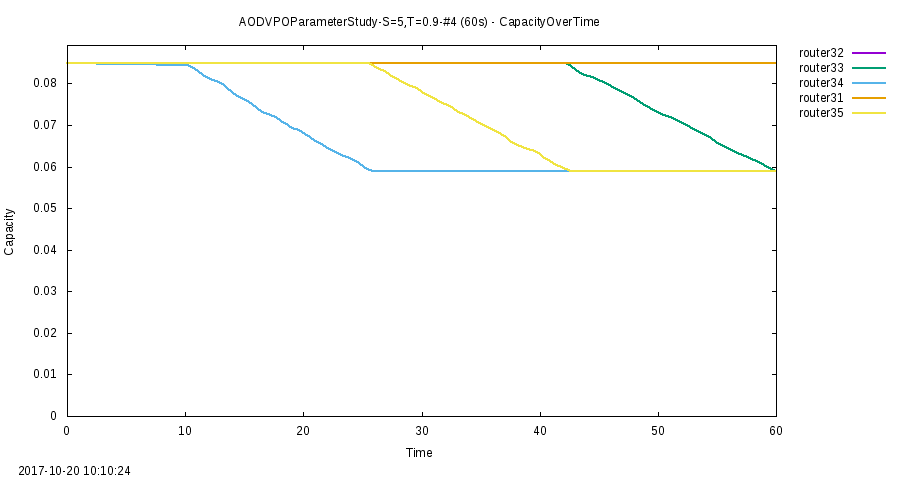 AODVPOParameterStudy-S=5,T=0.9-#4 (60s) - CapacityOverTime
router32
router33
router34
router31
router35
0.08
0.07
0.06
0.05
0.04
0.03
0.02
0.01
0
Capacity
0 10 20 30 40 50 60
Time
2017-10-20 10:10:24